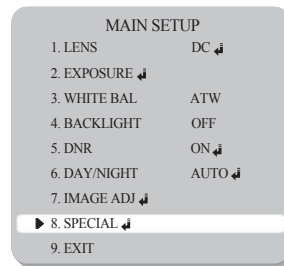 MAIN SETUP
1. LENS DC ↲
2. EXPOSURE ↲
3. WHITE BAL ATW
4. BACKLIGHT OFF
5. DNR ON ↲
6. DAY/NIGHT AUTO ↲
7. IMAGE ADJ ↲
8. SPECIAL ↲
9. EXIT